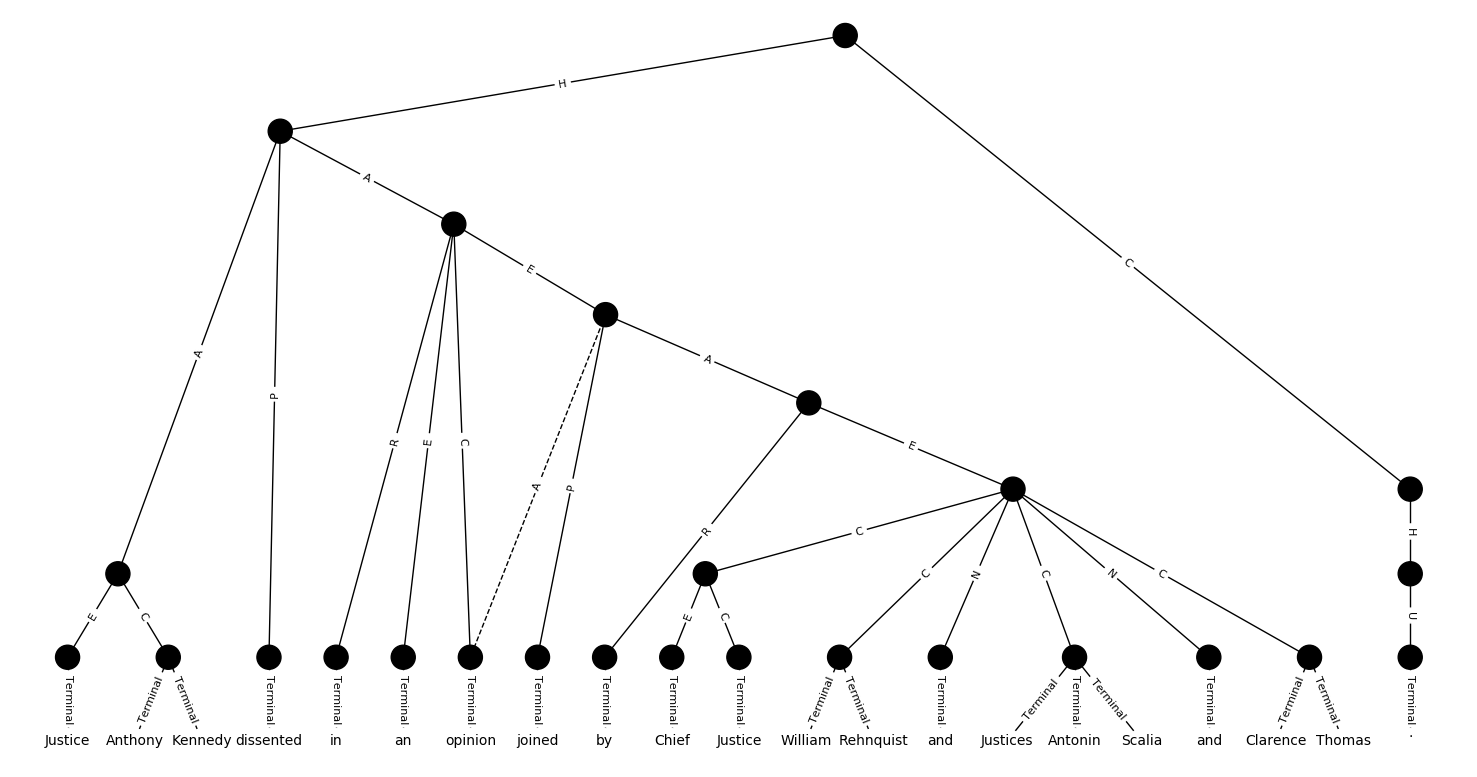 H
A
A
C
E
A
A
P
R
E
C
E
A
P
R
C
C
N
C
N
C
H
E
C
E
C
U
Terminal Terminal Terminal Terminal Terminal Terminal Terminal Terminal Terminal Terminal Terminal Terminal Terminal Terminal Terminal Terminal Terminal Terminal Terminal Terminal Terminal
Justice Anthony Kennedy dissented in an opinion joined by Chief Justice William Rehnquist and Justices Antonin Scalia and Clarence Thomas .